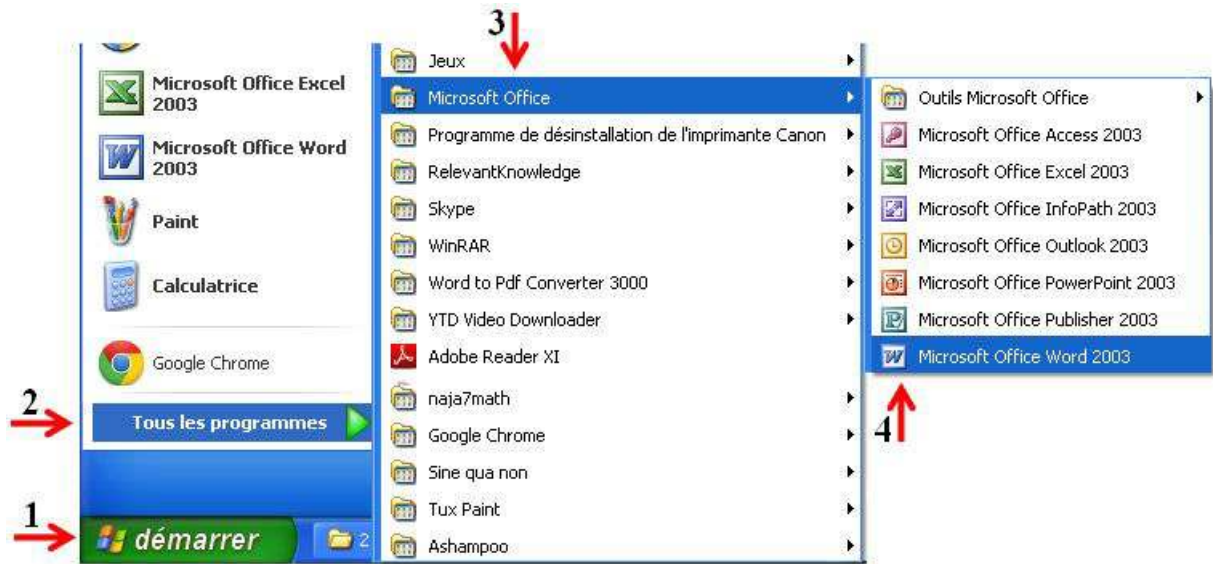 3
Microsoft Office Excel
2003
Microsoft Office Word
2003
Paint
Calculatrice
Google Chrome
2
Tous les programmes
1
démarrer
2
Jeux
Microsoft Office
Programme de désinstallation de l'imprimante Canon
RelevantKnowledge
Skype
WinRAR
Word to Pdf Converter 3000
YTD Video Downloader
Adobe Reader XI
naja7math
Google Chrome
Sine qua non
Tux Paint
Ashampoo
Outils Microsoft Office
Microsoft Office Access 2003
Microsoft Office Excel 2003
Microsoft Office InfoPath 2003
Microsoft Office Outlook 2003
Microsoft Office PowerPoint 2003
Microsoft Office Publisher 2003
Microsoft Office Word 2003
4